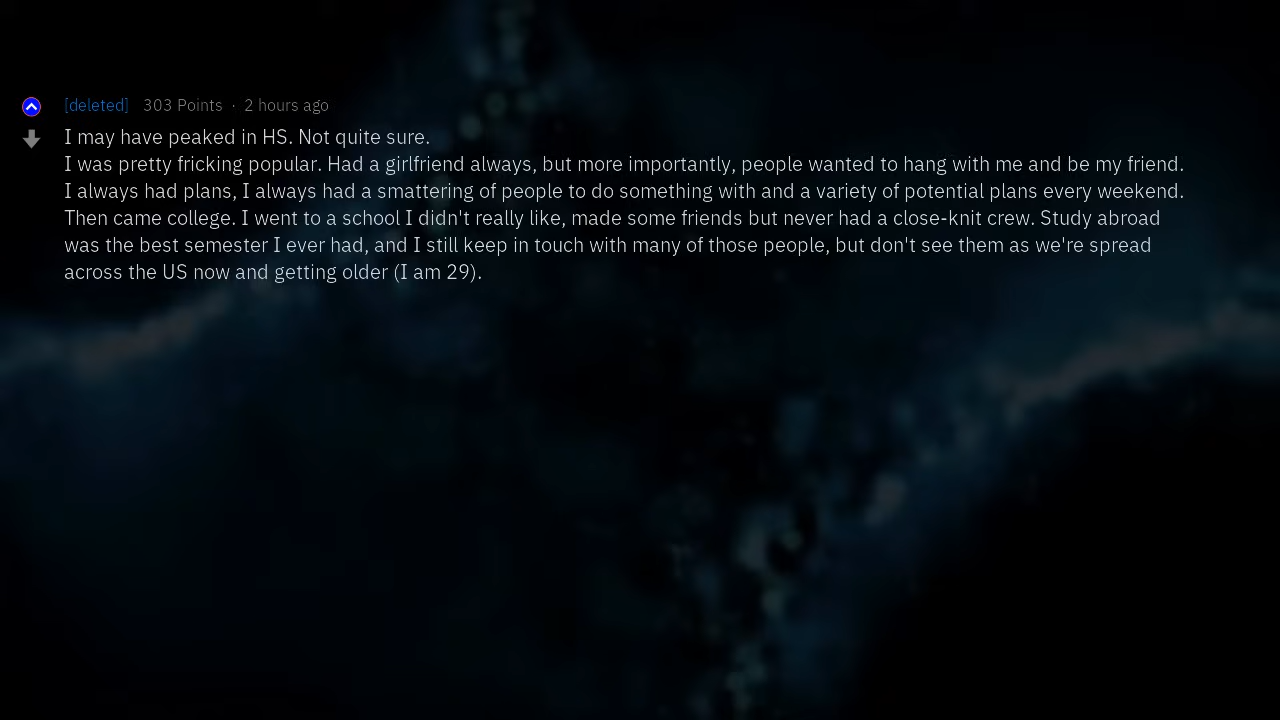 [deleted] 303 Points · 2 hours ago
I may have peaked in HS. Not quite sure.
I was pretty fricking popular. Had a girlfriend always, but more importantly, people wanted to hang with me and be my friend.
I always had plans, I always had a smattering of people to do something with and a variety of potential plans every weekend.
Then came college. I went to a school I didn't really like, made some friends but never had a close-knit crew. Study abroad
was the best semester I ever had, and I still keep in touch with many of those people, but don't see them as we're spread
across the US now and getting older (I am 29).